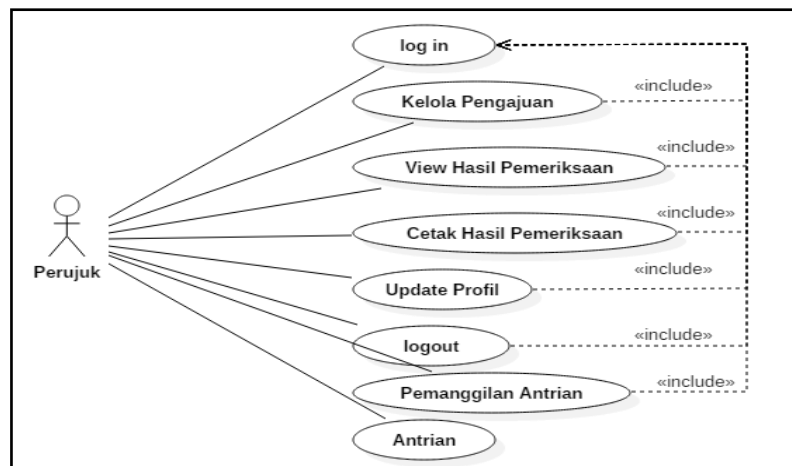 log in
Kelola Pengajuan
«include»
View Hasil Pemeriksaan
«include»
Cetak Hasil Pemeriksaan
«include»
Perujuk
Update Profil
«include»
logout
«include»
Pemanggilan Antrian
«include»
Antrian